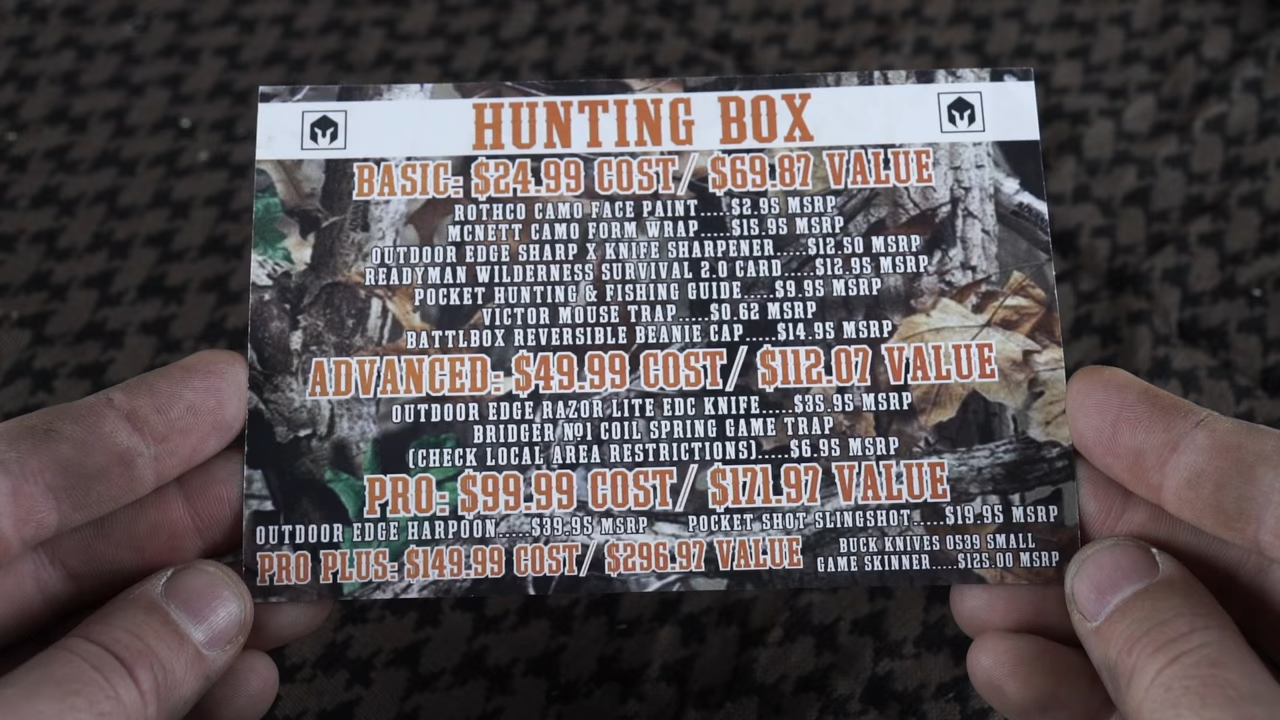 HUNTING BOX
BASIC: $24.99 COST/ $69.87 VALUE
ROTHCO CAMO FACE PAINT.....$2.95 MSRP
MCNETT CAMO FORM WRAP.....$15.95 MSRP
OUTDOOR EDGE SHARP X KNIFE SHARPENER.....$12.50 MSRP
READYMAN WILDERNESS SURVIVAL 2.0 CARD.....$12.95 MSRP
POCKET HUNTING & FISHING GUIDE.....$9.95 MSRP
VICTOR MOUSE TRAP.....$0.62 MSRP
BATTLBOX REVERSIBLE BEANIE CAP.....$14.95 MSRP
ADVANCED: $49.99 COST/ $112.07 VALUE
OUTDOOR EDGE RAZOR LITE EDC KNIFE.....$35.95 MSRP
BRIDGER Nº1 COIL SPRING GAME TRAP
(CHECK LOCAL AREA RESTRICTIONS).....$6.95 MSRP
PRO: $99.99 COST/ $171.97 VALUE
OUTDOOR EDGE HARPOON.....$39.95 MSRP POCKET SHOT SLINGSHOT.....$19.95 MSRP
PRO PLUS: $149.99 COST/ $296.97 VALUE
BUCK KNIVES 0539 SMALL
GAME SKINNER.....$125.00 MSRP